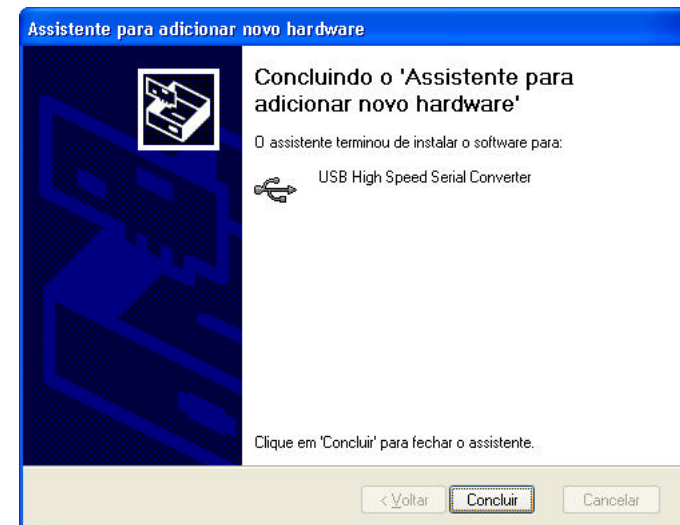 Assistente para adicionar novo hardware
Concluindo o 'Assistente para
adicionar novo hardware'
O assistente terminou de instalar o software para:
USB High Speed Serial Converter
Clique em 'Concluir' para fechar o assistente.
< Voltar Concluir Cancelar